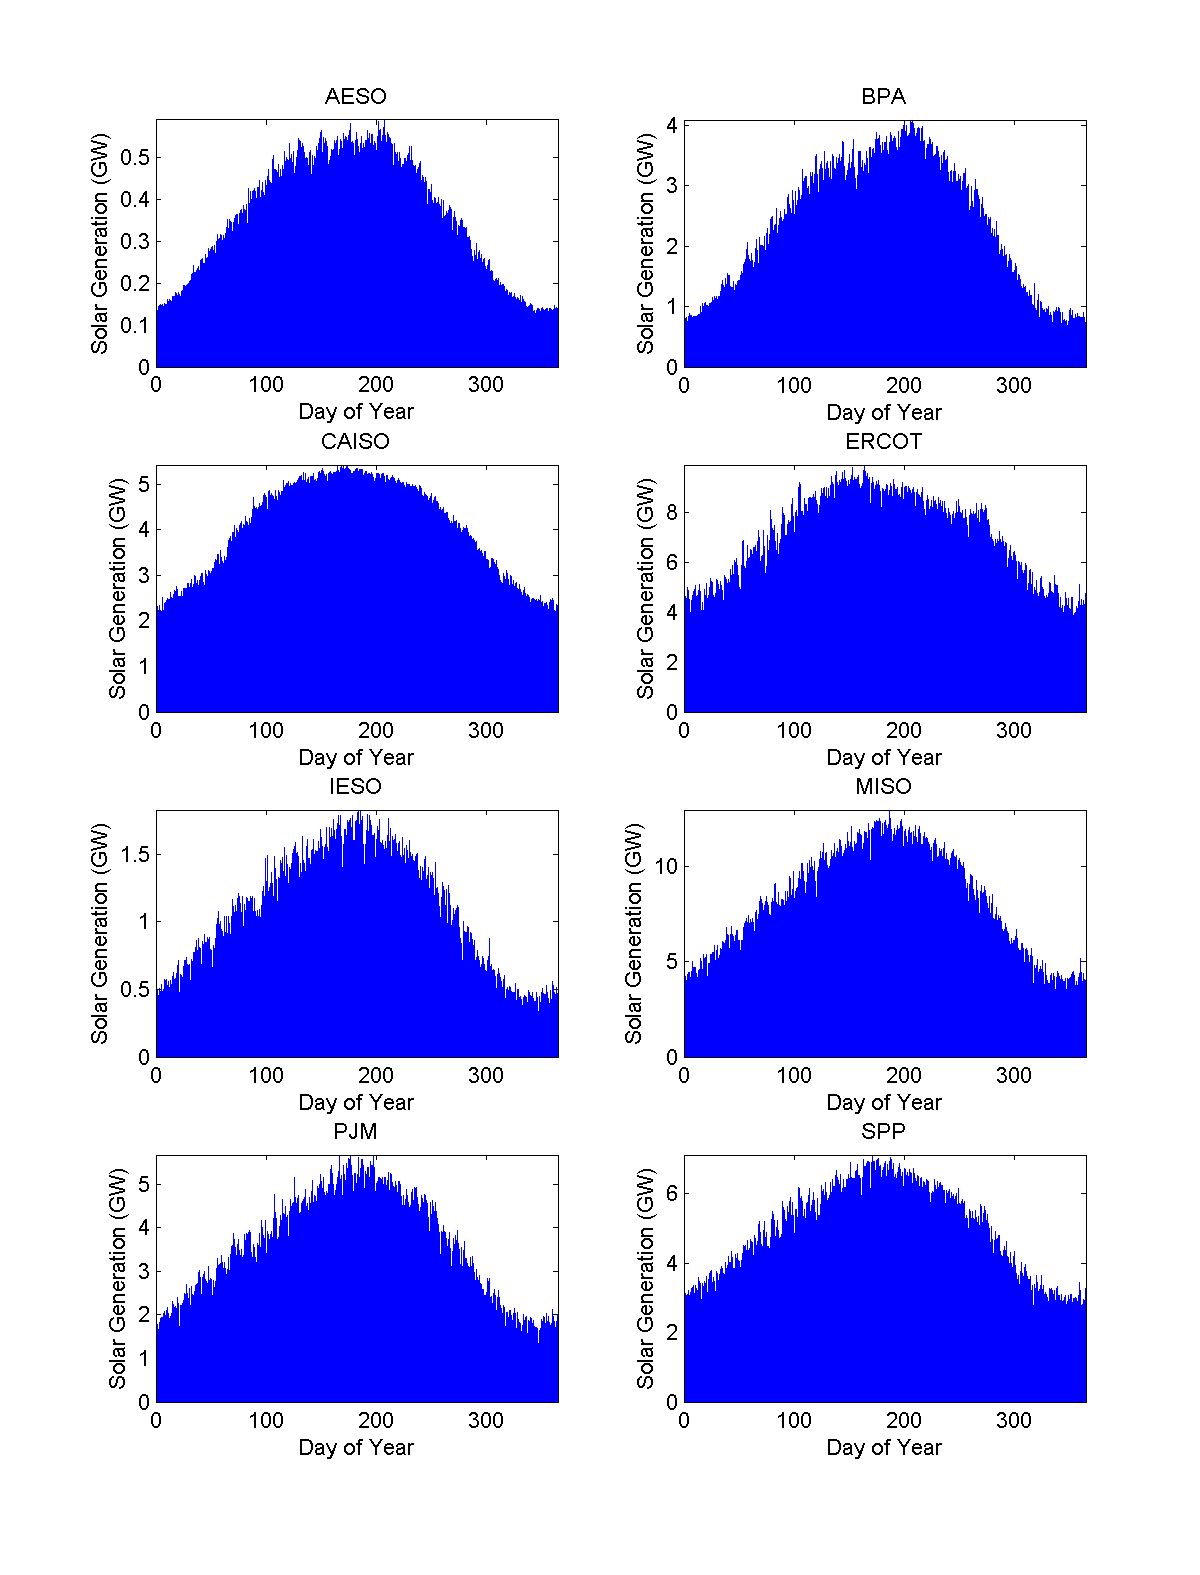 AESO
Solar Generation (GW)
0.5
0.4
0.3
0.2
0.1
0
0 100 200 300
Day of Year
BPA
Solar Generation (GW)
4
3
2
1
0
0 100 200 300
Day of Year
CAISO
Solar Generation (GW)
5
4
3
2
1
0
0 100 200 300
Day of Year
ERCOT
Solar Generation (GW)
8
6
4
2
0
0 100 200 300
Day of Year
IESO
Solar Generation (GW)
1.5
1
0.5
0
0 100 200 300
Day of Year
MISO
Solar Generation (GW)
10
5
0
0 100 200 300
Day of Year
PJM
Solar Generation (GW)
5
4
3
2
1
0
0 100 200 300
Day of Year
SPP
Solar Generation (GW)
6
4
2
0
0 100 200 300
Day of Year